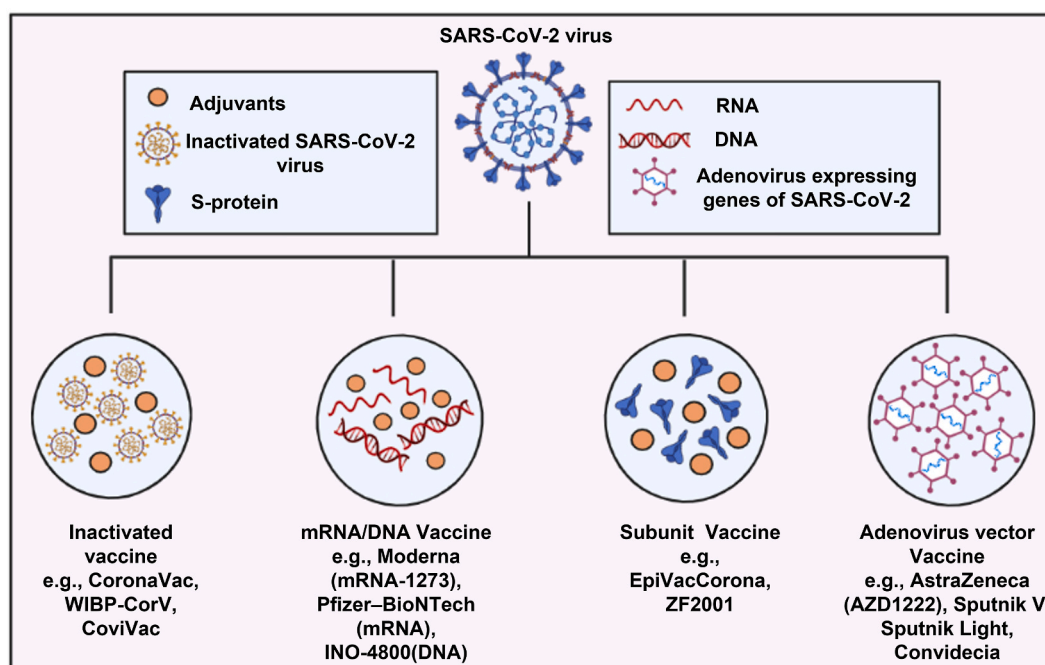 SARS-CoV-2 virus
Adjuvants
Inactivated SARS-CoV-2
virus
S-protein
RNA
DNA
Adenovirus expressing
genes of SARS-CoV-2
Inactivated
vaccine
e.g., CoronaVac,
WIBP-CorV,
CoviVac
mRNA/DNA Vaccine
e.g., Moderna
(mRNA-1273),
Pfizer–BioNTech
(mRNA),
INO-4800(DNA)
Subunit Vaccine
e.g.,
EpiVacCorona,
ZF2001
Adenovirus vector
Vaccine
e.g., AstraZeneca
(AZD1222), Sputnik V
Sputnik Light,
Convidecia